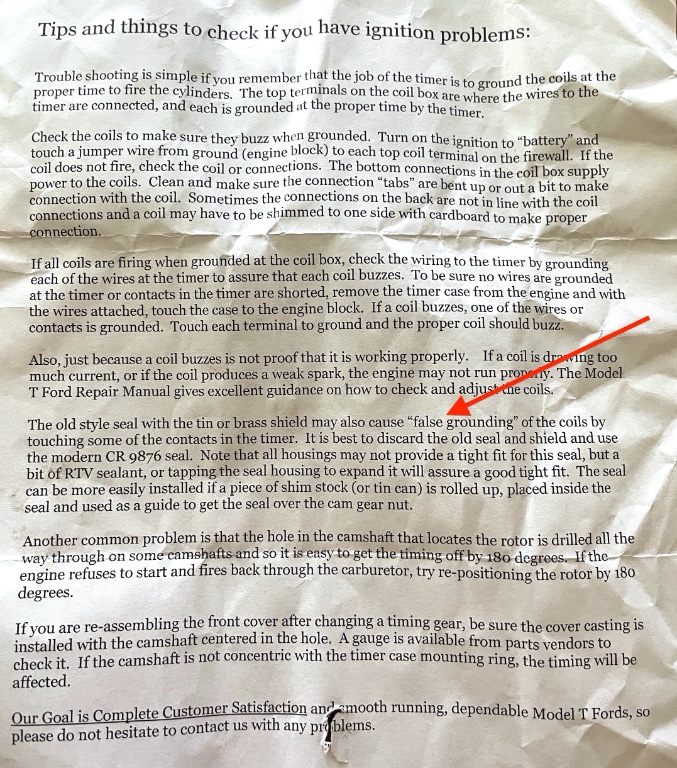 Tips and things to check if you have ignition problems:
Trouble shooting is simple if you remember that the job of the timer is to ground the coils at the
proper time to fire the cylinders. The top terminals on the coil box are where the wires to the
timer are connected, and each is grounded at the proper time by the timer.
Check the coils to make sure they buzz when grounded. Turn on the ignition to "battery" and
touch a jumper wire from ground (engine block) to each top coil terminal on the firewall. If the
coil does not fire, check the coil or connections. The bottom connections in the coil box supply
power to the coils. Clean and make sure the connection "tabs" are bent up or out a bit to make
connection with the coil. Sometimes the connections on the back are not in line with the coil
connections and a coil may have to be shimmed to one side with cardboard to make proper
connection.
If all coils are firing when grounded at the coil box, check the wiring to the timer by grounding
each of the wires at the timer to assure that each coil buzzes. To be sure no wires are grounded
at the timer or contacts in the timer are shorted, remove the timer case from the engine and with
the wires attached, touch the case to the engine block. If a coil buzzes, one of the wires or
contacts is grounded. Touch each terminal to ground and the proper coil should buzz.
Also, just because a coil buzzes is not proof that it is working properly. If a coil is drawing too
much current, or if the coil produces a weak spark, the engine may not run properly. The Model
T Ford Repair Manual gives excellent guidance on how to check and adjust the coils.
The old style seal with the tin or brass shield may also cause "false grounding" of the coils by
touching some of the contacts in the timer. It is best to discard the old seal and shield and use
the modern CR 9876 seal. Note that all housings may not provide a tight fit for this seal, but a
bit of RTV sealant, or tapping the seal housing to expand it will assure a good tight fit. The seal
can be more easily installed if a piece of shim stock (or tin can) is rolled up, placed inside the
seal and used as a guide to get the seal over the cam gear nut.
Another common problem is that the hole in the camshaft that locates the rotor is drilled all the
way through on some camshafts and so it is easy to get the timing off by 180 degrees. If the
engine refuses to start and fires back through the carburetor, try re-positioning the rotor by 180
degrees.
If you are re-assembling the front cover after changing a timing gear, be sure the cover casting is
installed with the camshaft centered in the hole. A gauge is available from parts vendors to
check it. If the camshaft is not concentric with the timer case mounting ring, the timing will be
affected.
Our Goal is Complete Customer Satisfaction and smooth running, dependable Model T Fords, so
please do not hesitate to contact us with any problems.